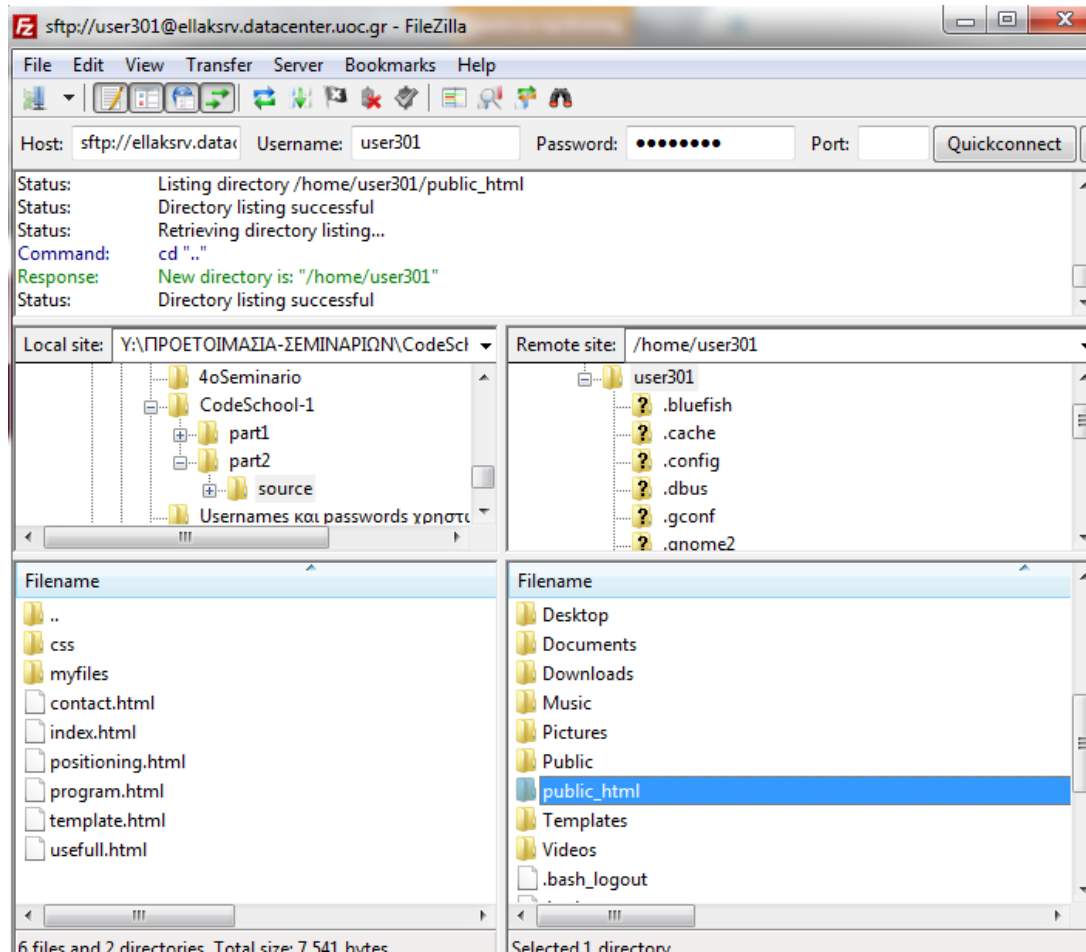 sftp://user301@ellaksrv.datacenter.uoc.gr - FileZilla
File Edit View Transfer Server Bookmarks Help
Host: sftp://ellaksrv.datac Username: user301 Password: •••••••• Port: Quickconnect
Status: Listing directory /home/user301/public_html
Status: Directory listing successful
Status: Retrieving directory listing...
Command: cd ".."
Response: New directory is: "/home/user301"
Status: Directory listing successful
Local site: Y:\ΠΡΟΕΤΟΙΜΑΣΙΑ-ΣΕΜΙΝΑΡΙΩΝ\CodeSch
4oSeminario
CodeSchool-1
part1
part2
source
Usernames και passwords χρηστι
Remote site: /home/user301
user301
.bluefish
.cache
.config
.dbus
.gconf
.gnome2
Filename
..
css
myfiles
contact.html
index.html
positioning.html
program.html
template.html
usefull.html
6 files and 2 directories. Total size: 7.541 bytes
Filename
Desktop
Documents
Downloads
Music
Pictures
Public
public_html
Templates
Videos
.bash_logout
Selected 1 directory.